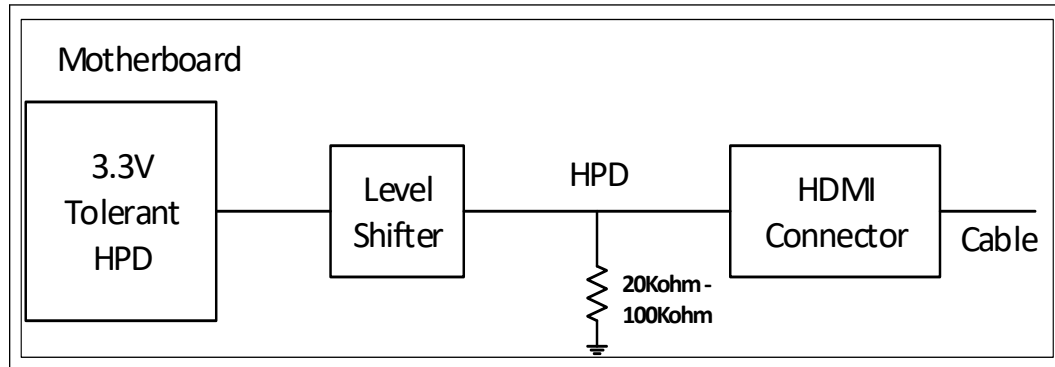 Motherboard
3.3V
Tolerant
HPD
Level
Shifter
HPD
20Kohm -
100Kohm
HDMI
Connector
Cable